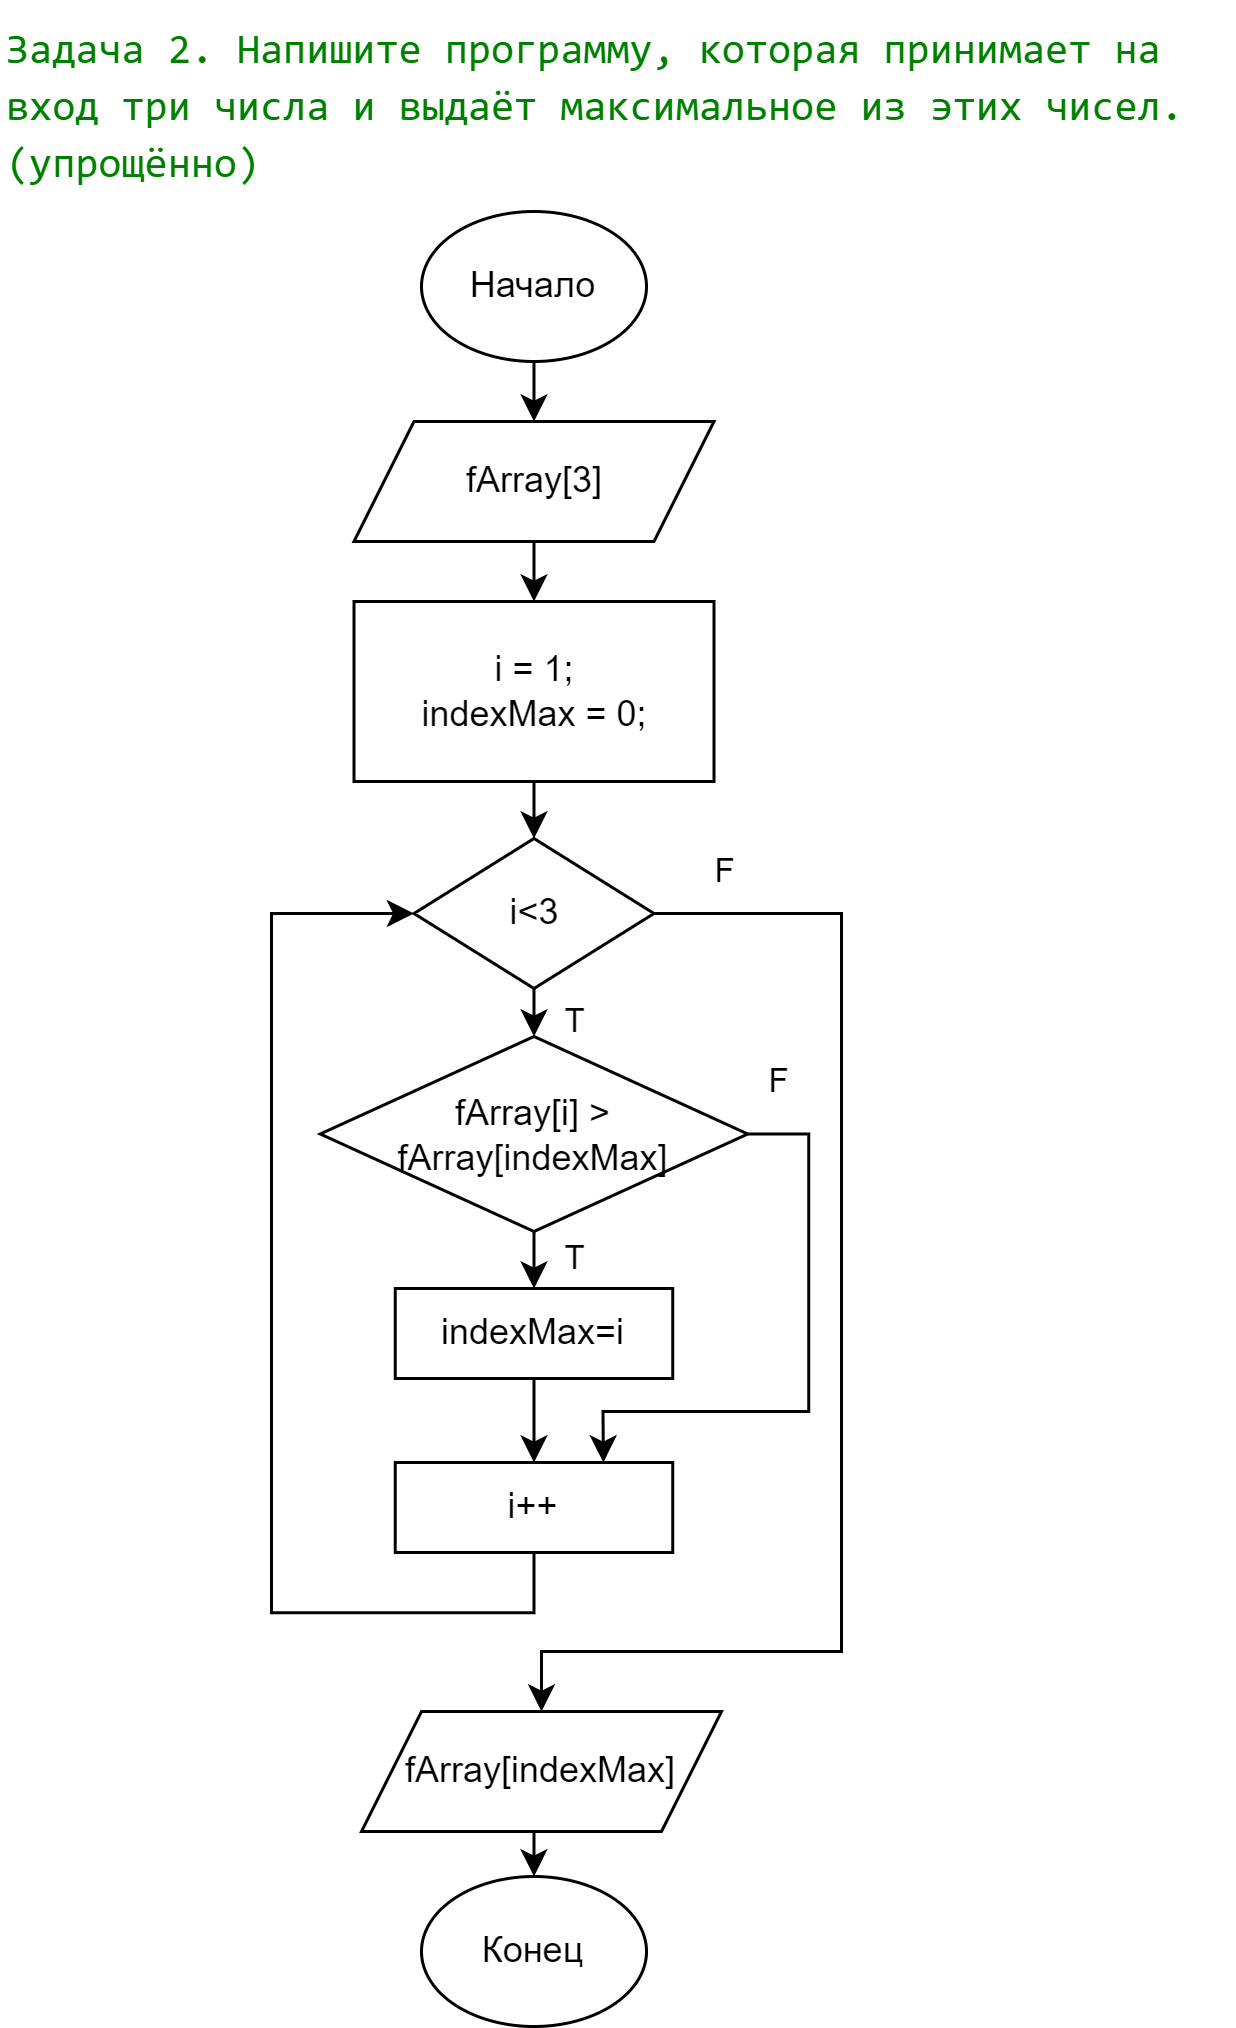 Задача 2. Напишите программу, которая принимает на
вход три числа и выдаёт максимальное из этих чисел.
(упрощённо)
Начало
fArray[3]
i = 1;
indexMax = 0;
F
i<3
T
F
fArray[i] >
fArray[indexMax]
T
indexMax=i
i++
fArray[indexMax]
Конец